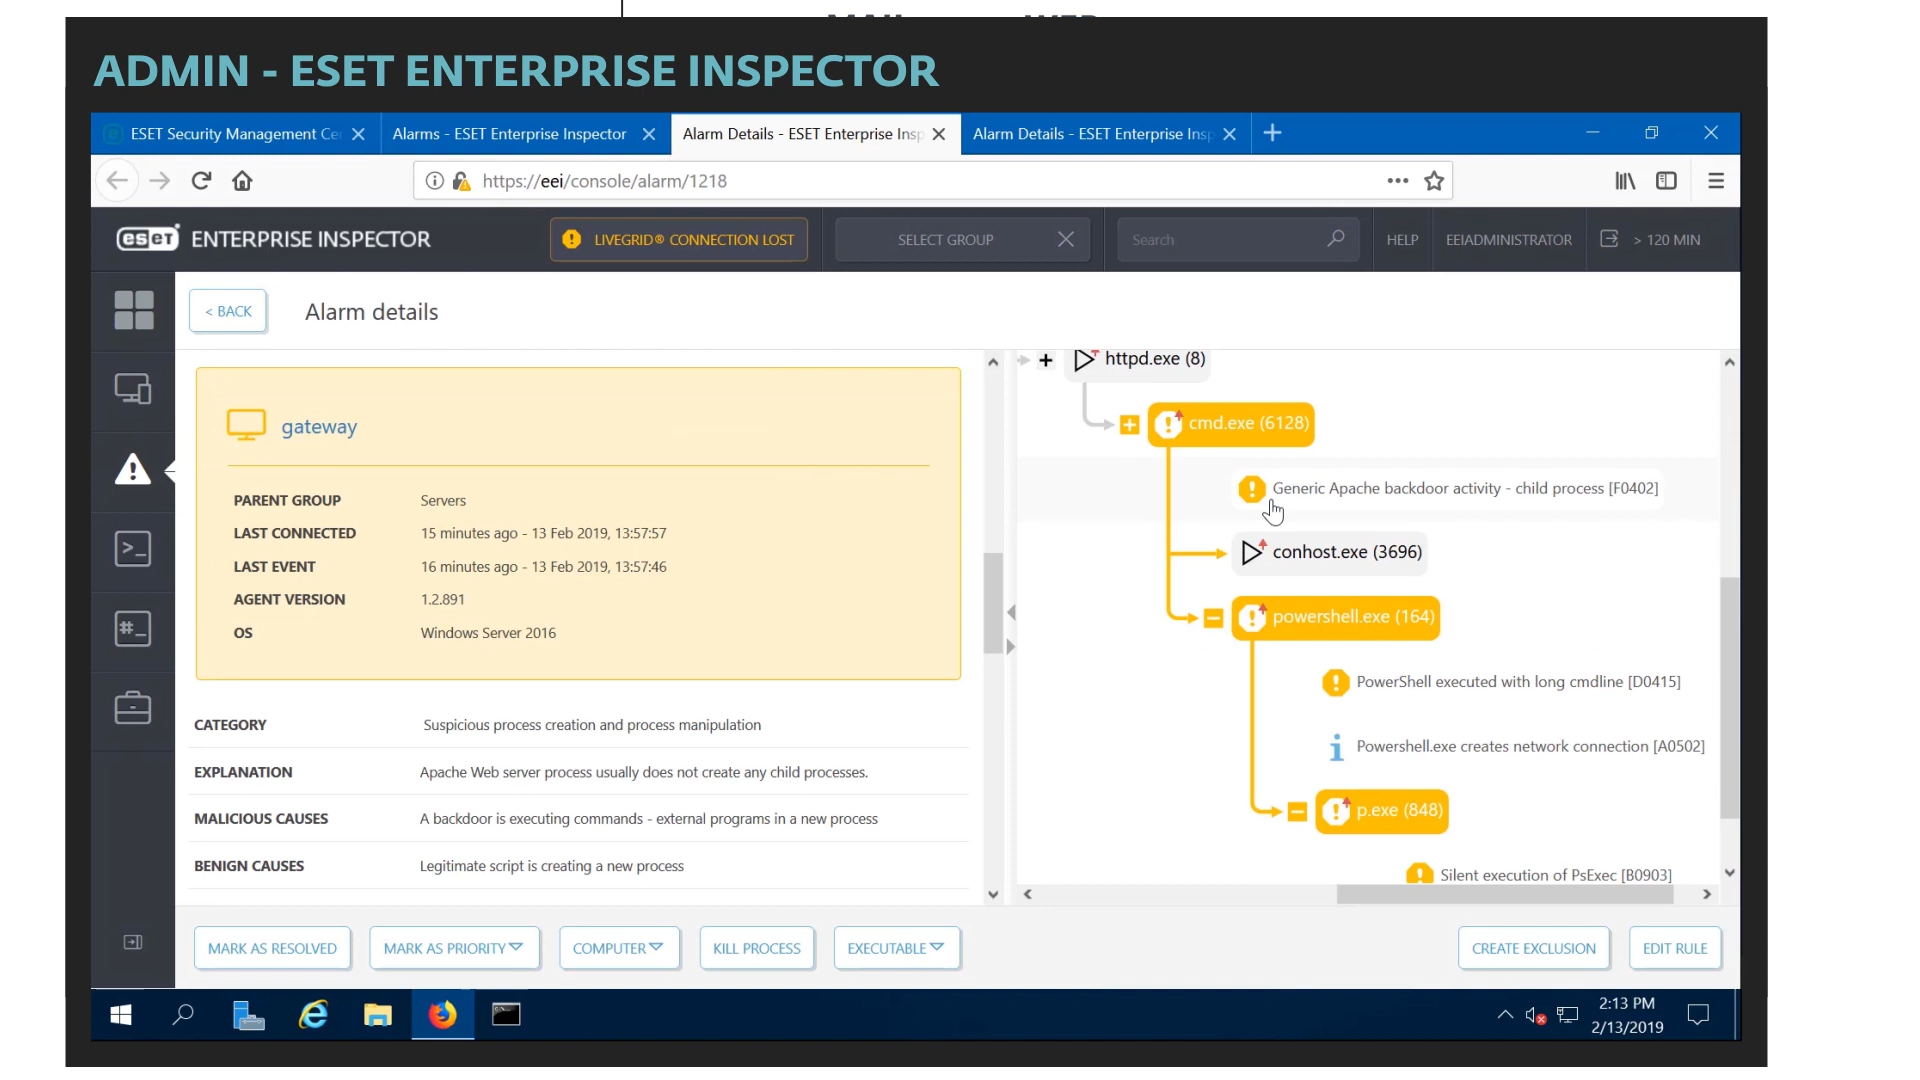 ADMIN - ESET ENTERPRISE INSPECTOR
ESET Security Management Ce
Alarms - ESET Enterprise Inspector
Alarm Details - ESET Enterprise Insp
Alarm Details - ESET Enterprise Insp
https://eei/console/alarm/1218
eset ENTERPRISE INSPECTOR
LIVEGRID® CONNECTION LOST
SELECT GROUP
Search
HELP
EEIADMINISTRATOR
> 120 MIN
< BACK
Alarm details
gateway
PARENT GROUP Servers
LAST CONNECTED 15 minutes ago - 13 Feb 2019, 13:57:57
LAST EVENT 16 minutes ago - 13 Feb 2019, 13:57:46
AGENT VERSION 1.2.891
OS Windows Server 2016
CATEGORY Suspicious process creation and process manipulation
EXPLANATION Apache Web server process usually does not create any child processes.
MALICIOUS CAUSES A backdoor is executing commands - external programs in a new process
BENIGN CAUSES Legitimate script is creating a new process
httpd.exe (8)
cmd.exe (6128)
Generic Apache backdoor activity - child process [F0402]
conhost.exe (3696)
powershell.exe (164)
PowerShell executed with long cmdline [D0415]
Powershell.exe creates network connection [A0502]
p.exe (848)
Silent execution of PsExec [B0903]
MARK AS RESOLVED
MARK AS PRIORITY
COMPUTER
KILL PROCESS
EXECUTABLE
CREATE EXCLUSION
EDIT RULE
2:13 PM
2/13/2019